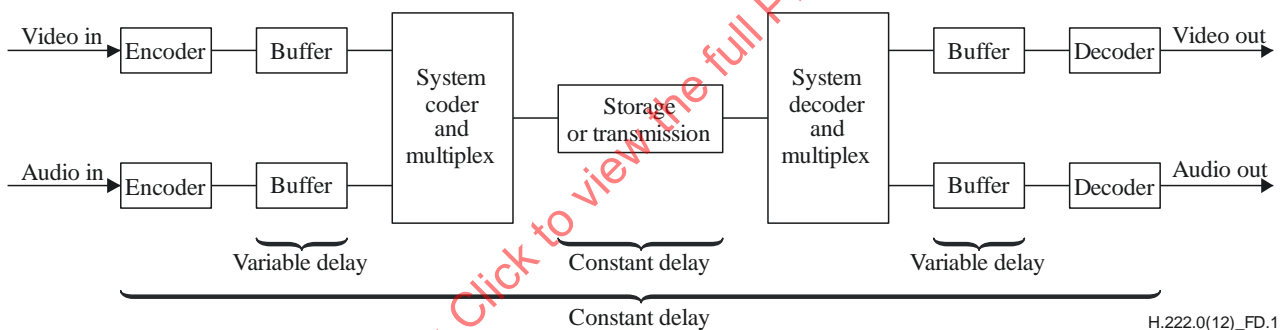 Video in
Encoder
Buffer
System
coder
and
multiplex
Storage
or transmission
System
decoder
and
multiplex
Buffer
Decoder
Video out
Audio in
Encoder
Buffer
Buffer
Decoder
Audio out
Variable delay
Constant delay
Variable delay
Constant delay
H.222.0(12)_FD.1
Click to view the full